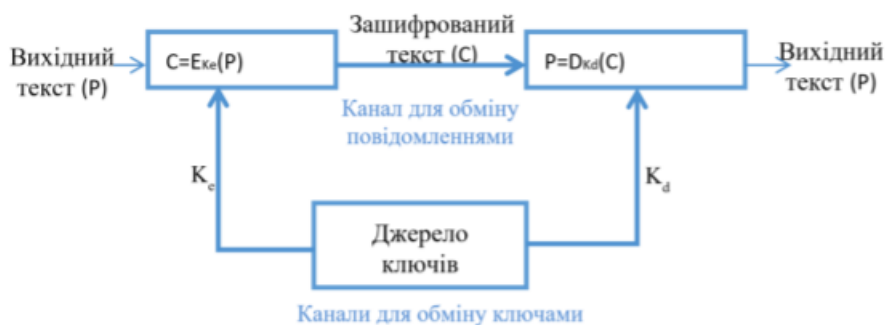 Вихідний
текст (P)
C=EKe(P)
Зашифрований
текст (C)
Канал для обміну
повідомленнями
P=DKd(C)
Вихідний
текст (P)
Ke
Kd
Джерело
ключів
Канали для обміну ключами